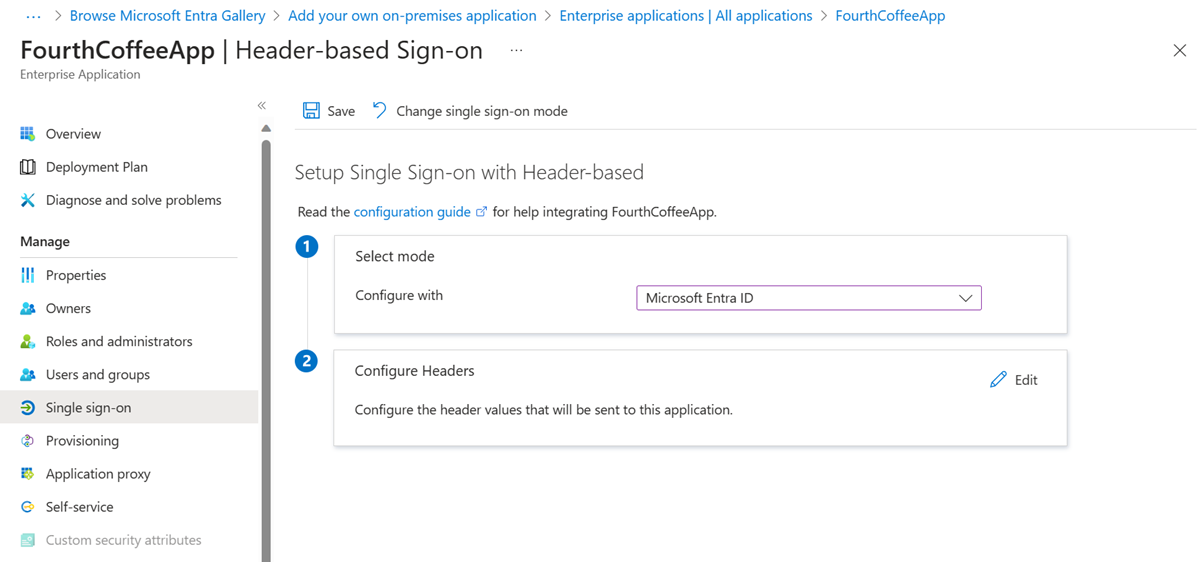 ... > Browse Microsoft Entra Gallery > Add your own on-premises application > Enterprise applications | All applications > FourthCoffeeApp
FourthCoffeeApp | Header-based Sign-on ...
Enterprise Application
Overview
Deployment Plan
Diagnose and solve problems
Manage
Properties
Owners
Roles and administrators
Users and groups
Single sign-on
Provisioning
Application proxy
Self-service
Custom security attributes
Save Change single sign-on mode
Setup Single Sign-on with Header-based
Read the configuration guide for help integrating FourthCoffeeApp.
1 Select mode
Configure with Microsoft Entra ID
2 Configure Headers
Edit
Configure the header values that will be sent to this application.